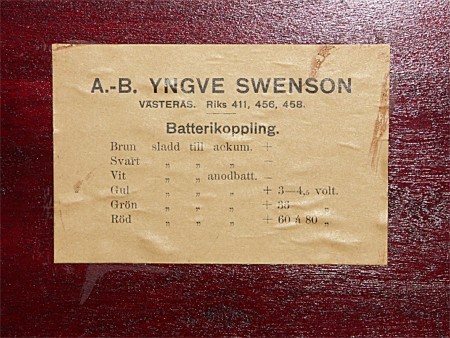 A.-B. YNGVE SWENSON
VÄSTERÅS. Riks 411, 456, 458.
Batterikoppling.
Brun sladd till ackum. +
Svart „ „ „ −
Vit „ „ anodbatt. −
Gul „ „ „ + 3—4,5 volt.
Grön „ „ „ + 36 „
Röd „ „ „ + 60 á 80 „